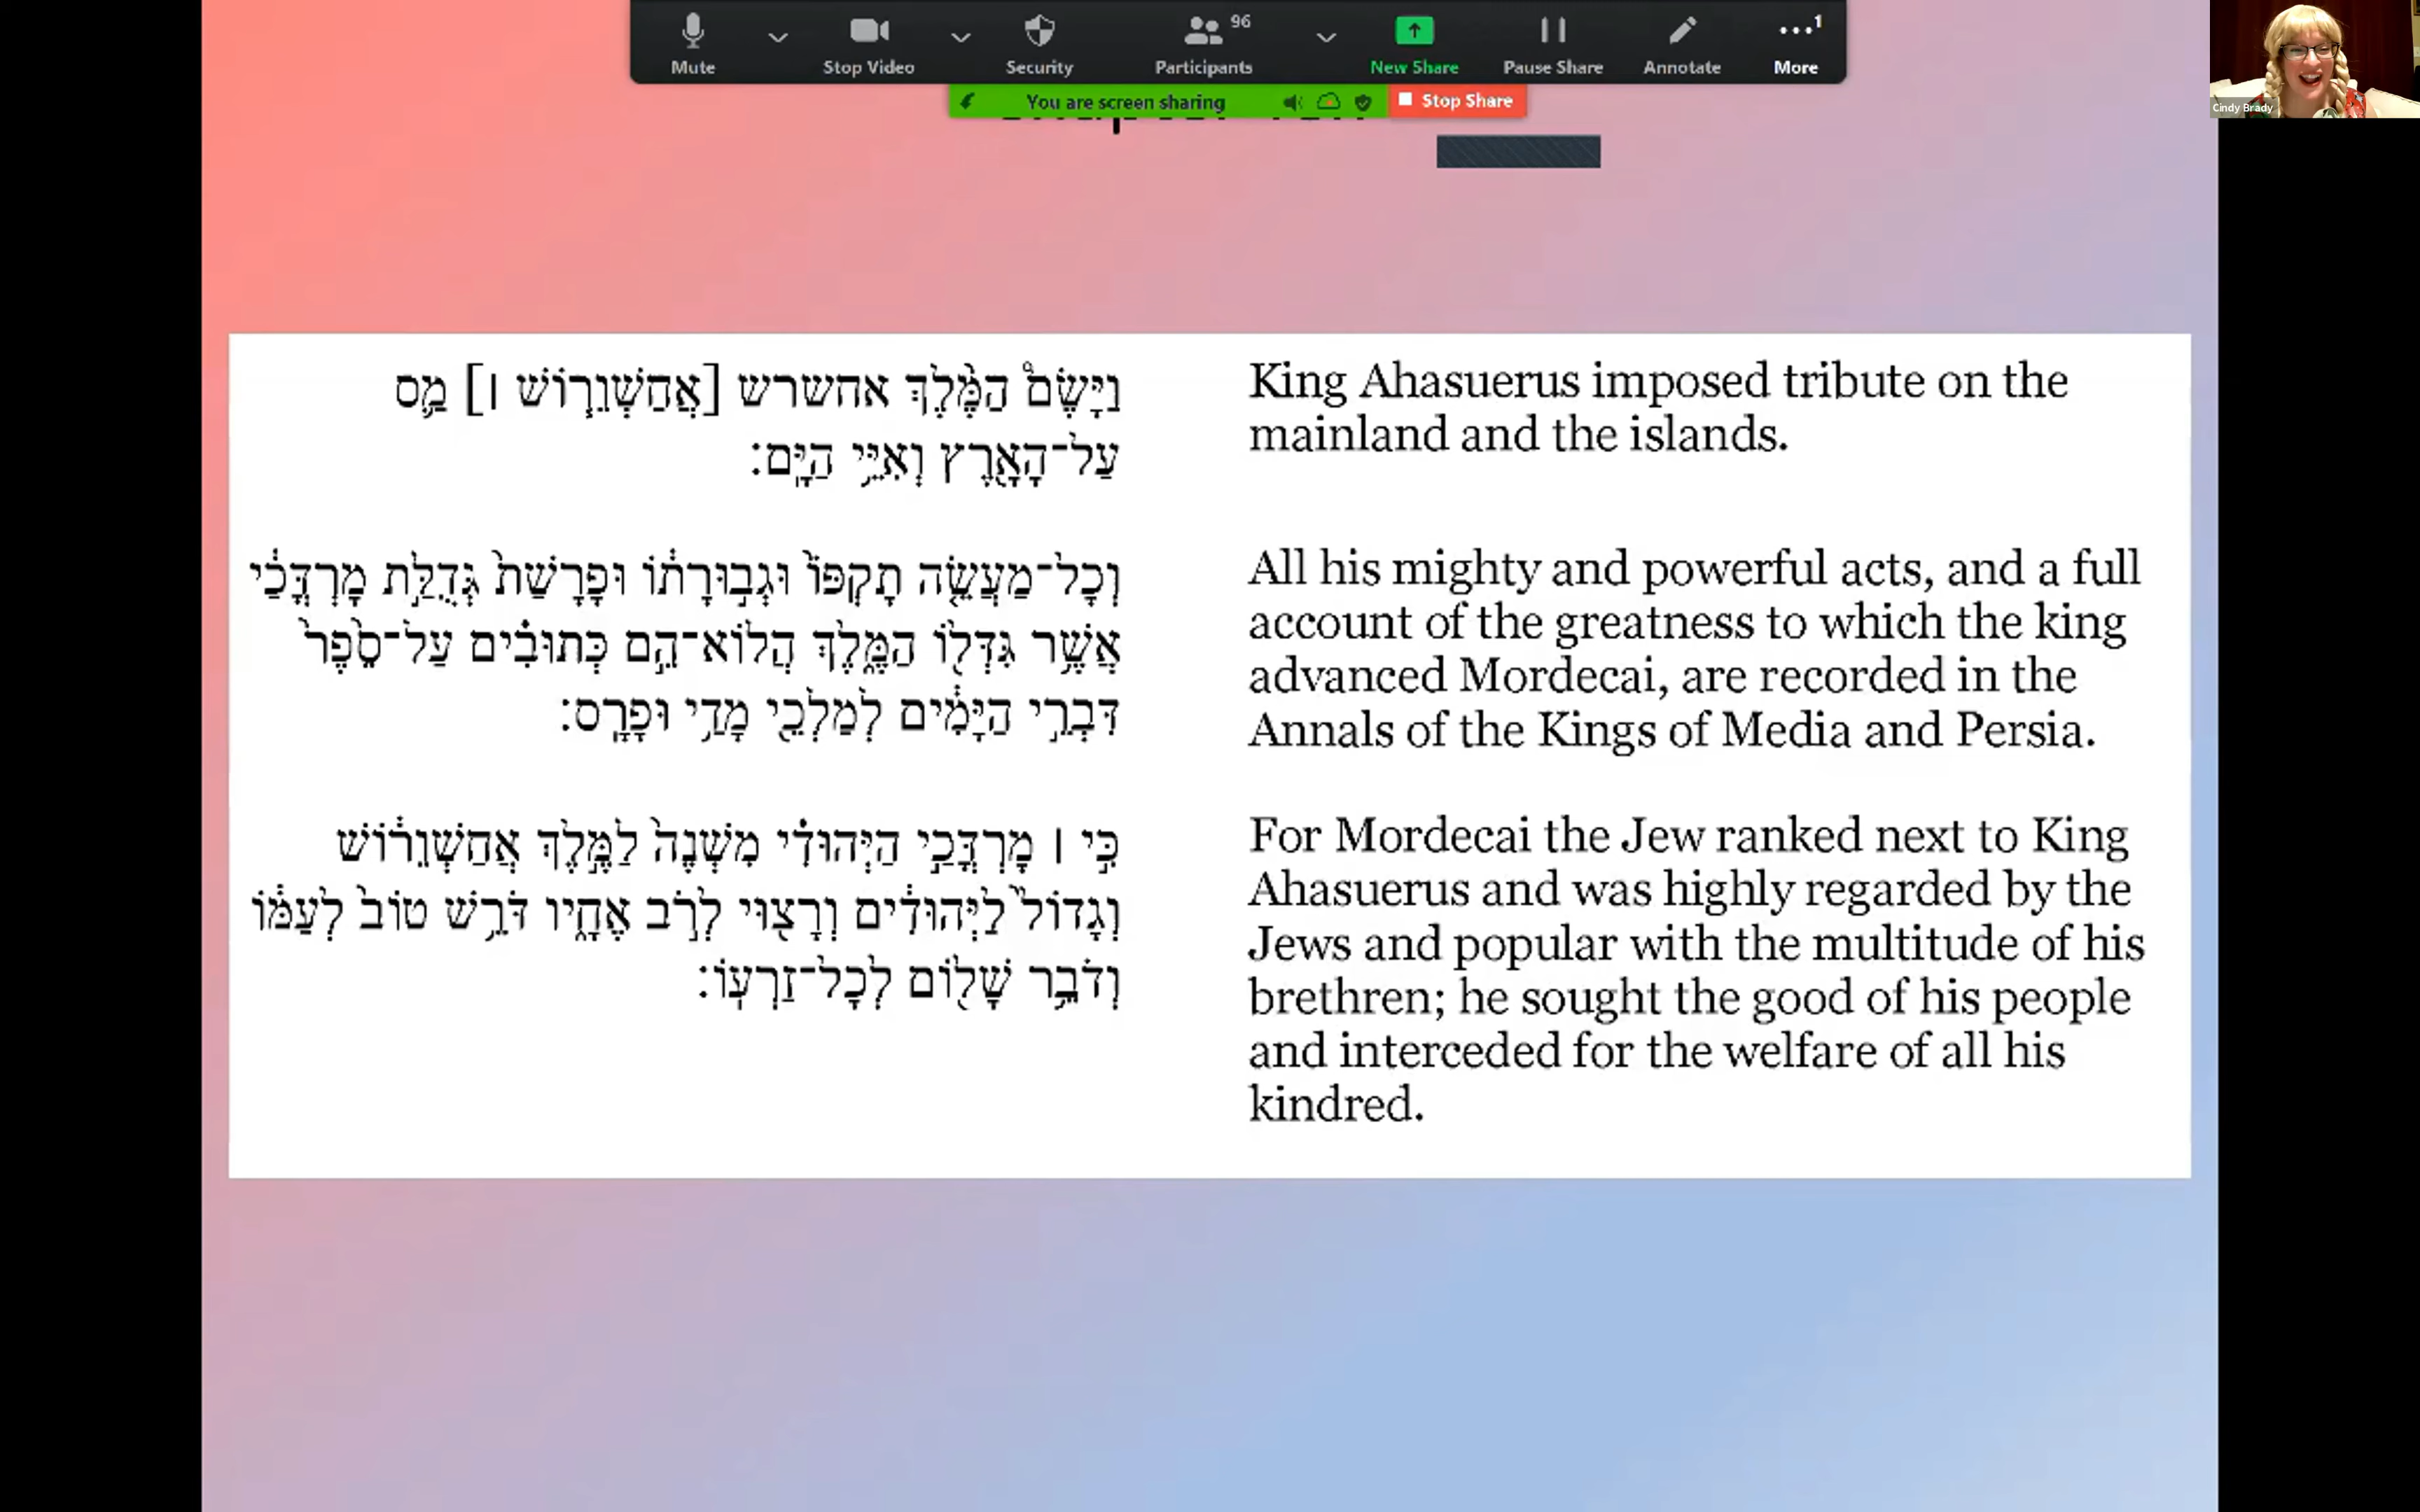 Mute
Stop Video
Security
96
Participants
New Share
Pause Share
Annotate
1
More
You are screen sharing
Stop Share
Cindy Brady
וַיָּשֶׂם֩ הַמֶּ֨לֶךְ אחשרש [אֲחַשְׁוֵר֧וֹשׁ ׀] מַ֛ס
עַל־הָאָ֖רֶץ וְאִיֵּ֥י הַיָּֽם׃
וְכָל־מַעֲשֵׂ֤ה תָקְפּוֹ֙ וּגְב֣וּרָת֔וֹ וּפָרָשַׁת֙ גְּדֻלַּ֣ת מָרְדֳּכַ֔י
אֲשֶׁ֥ר גִּדְּל֖וֹ הַמֶּ֑לֶךְ הֲלוֹא־הֵ֣ם כְּתוּבִ֗ים עַל־סֵ֙פֶר֙
דִּבְרֵ֣י הַיָּמִ֔ים לְמַלְכֵ֖י מָדַ֥י וּפָרָֽס׃
כִּ֣י ׀ מָרְדֳּכַ֣י הַיְּהוּדִ֗י מִשְׁנֶה֙ לַמֶּ֣לֶךְ אֲחַשְׁוֵר֔וֹשׁ
וְגָדוֹל֙ לַיְּהוּדִ֔ים וְרָצ֖וּי לְרֹ֣ב אֶחָ֑יו דֹּרֵ֥שׁ טוֹב֙ לְעַמּ֔וֹ
וְדֹבֵ֥ר שָׁל֖וֹם לְכָל־זַרְעֽוֹ׃
King Ahasuerus imposed tribute on the
mainland and the islands.
All his mighty and powerful acts, and a full
account of the greatness to which the king
advanced Mordecai, are recorded in the
Annals of the Kings of Media and Persia.
For Mordecai the Jew ranked next to King
Ahasuerus and was highly regarded by the
Jews and popular with the multitude of his
brethren; he sought the good of his people
and interceded for the welfare of all his
kindred.